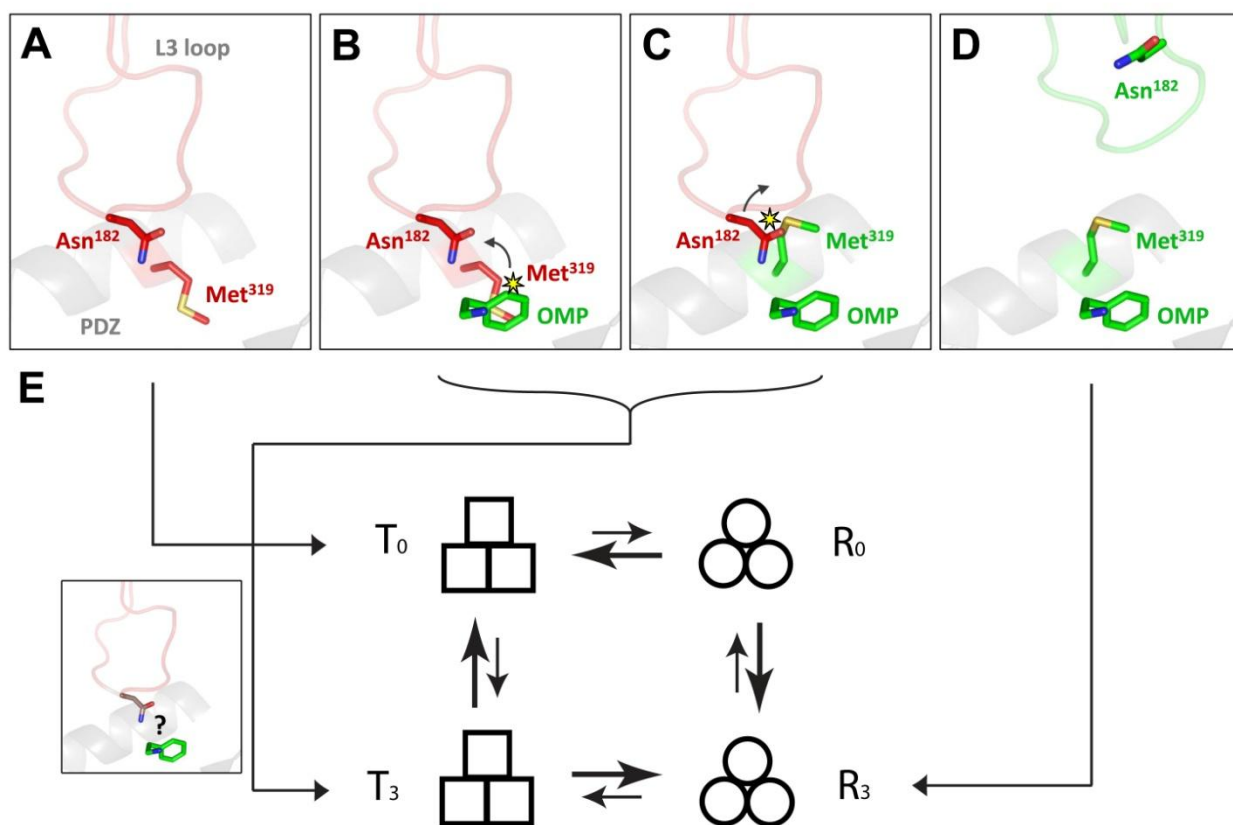 A
L3 loop
Asn182
Met319
PDZ
B
Asn182
Met319
OMP
C
Asn182
Met319
OMP
D
Asn182
Met319
OMP
E
T0
R0
?
T3
R3